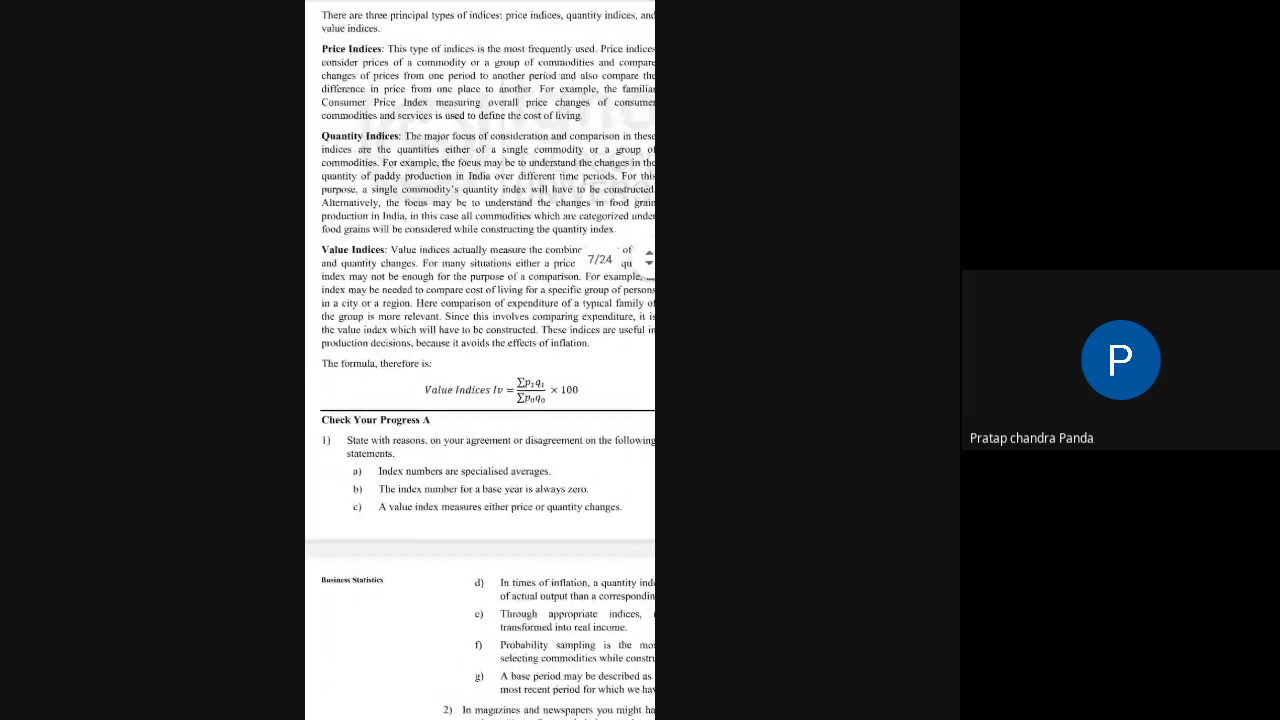 There are three principal types of indices: price indices, quantity indices, and
value indices.
Price Indices: This type of indices is the most frequently used. Price indices
consider prices of a commodity or a group of commodities and compare
changes of prices from one period to another period and also compare the
difference in price from one place to another. For example, the familiar
Consumer Price Index measuring overall price changes of consumer
commodities and services is used to define the cost of living.
Quantity Indices: The major focus of consideration and comparison in these
indices are the quantities either of a single commodity or a group of
commodities. For example, the focus may be to understand the changes in the
quantity of paddy production in India over different time periods. For this
purpose, a single commodity's quantity index will have to be constructed.
Alternatively, the focus may be to understand the changes in food grain
production in India, in this case all commodities which are categorized under
food grains will be considered while constructing the quantity index.
Value Indices: Value indices actually measure the combine of
and quantity changes. For many situations either a price qu
7/24
index may not be enough for the purpose of a comparison. For example,
index may be needed to compare cost of living for a specific group of persons
in a city or a region. Here comparison of expenditure of a typical family of
the group is more relevant. Since this involves comparing expenditure, it is
the value index which will have to be constructed. These indices are useful in
production decisions, because it avoids the effects of inflation.
The formula, therefore is:
Value Indices Iv = ∑p₁q₁ / ∑p₀q₀ × 100
Check Your Progress A
1) State with reasons, on your agreement or disagreement on the following
statements.
a) Index numbers are specialised averages.
b) The index number for a base year is always zero.
c) A value index measures either price or quantity changes.
Business Statistics
d) In times of inflation, a quantity ind
of actual output than a correspondin
e) Through appropriate indices,
transformed into real income.
f) Probability sampling is the mos
selecting commodities while constru
g) A base period may be described as
most recent period for which we hav
2) In magazines and newspapers you might ha
P
Pratap chandra Panda